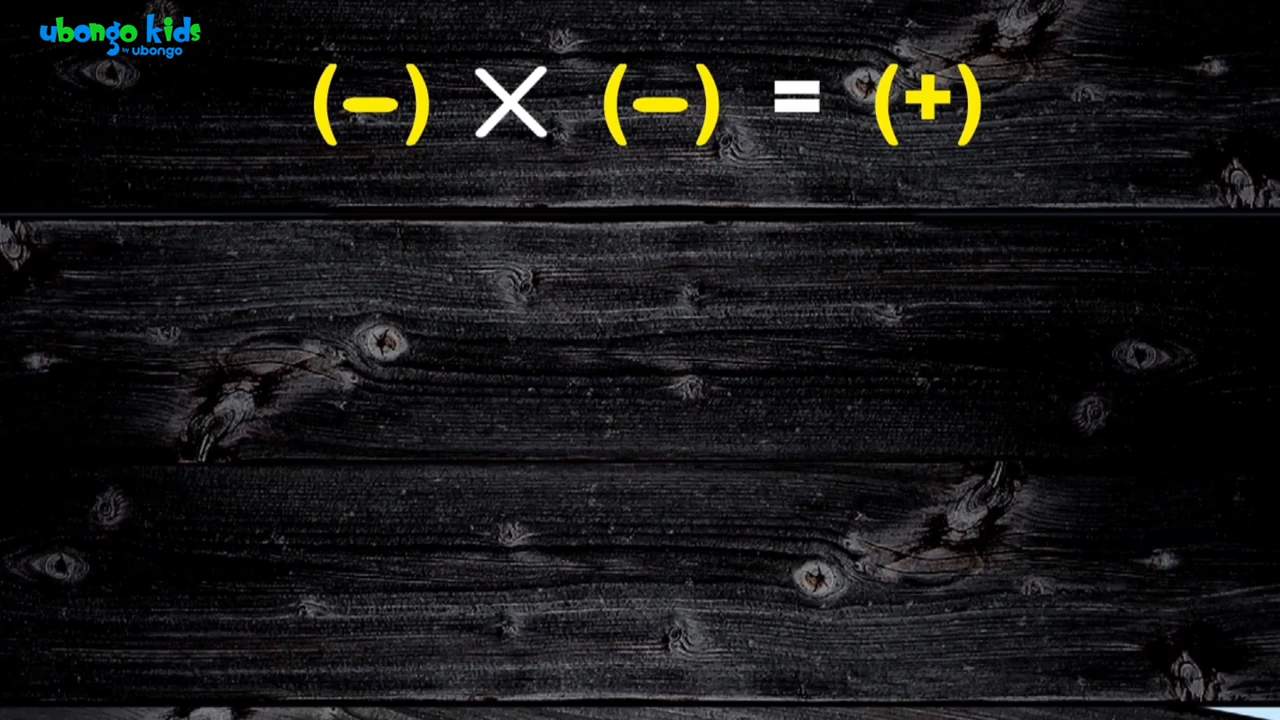 ubongo kids
by ubongo
(-) × (-) = (+)